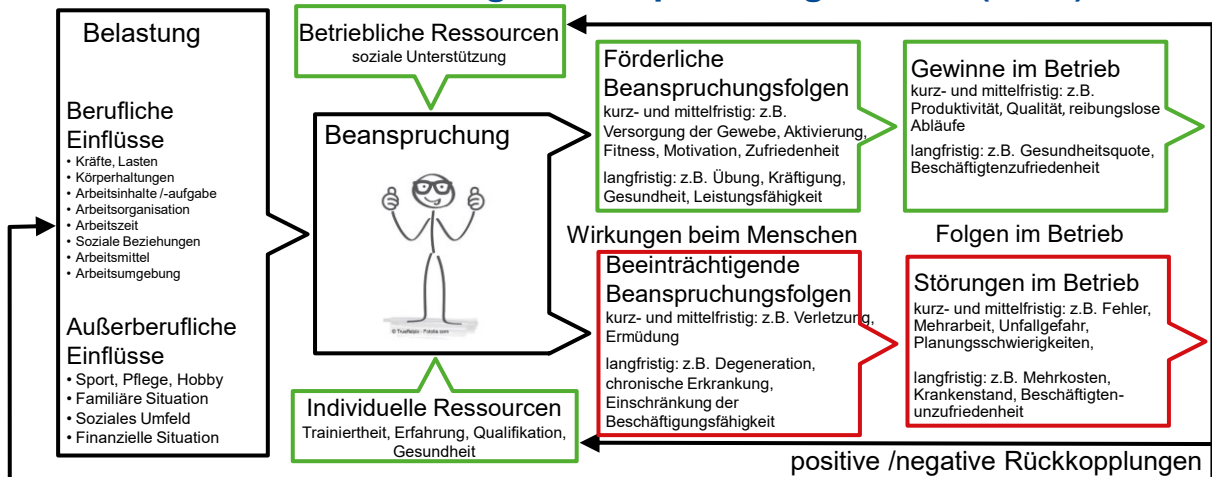 Belastung
Berufliche
Einflüsse
• Kräfte, Lasten
• Körperhaltungen
• Arbeitsinhalte /-aufgabe
• Arbeitsorganisation
• Arbeitszeit
• Soziale Beziehungen
• Arbeitsmittel
• Arbeitsumgebung
Außerberufliche
Einflüsse
• Sport, Pflege, Hobby
• Familiäre Situation
• Soziales Umfeld
• Finanzielle Situation
Betriebliche Ressourcen
soziale Unterstützung
Beanspruchung
Individuelle Ressourcen
Trainiertheit, Erfahrung, Qualifikation,
Gesundheit
Förderliche
Beanspruchungsfolgen
kurz- und mittelfristig: z.B.
Versorgung der Gewebe, Aktivierung,
Fitness, Motivation, Zufriedenheit
langfristig: z.B. Übung, Kräftigung,
Gesundheit, Leistungsfähigkeit
Wirkungen beim Menschen
Beeinträchtigende
Beanspruchungsfolgen
kurz- und mittelfristig: z.B. Verletzung,
Ermüdung
langfristig: z.B. Degeneration,
chronische Erkrankung,
Einschränkung der
Beschäftigungsfähigkeit
Gewinne im Betrieb
kurz- und mittelfristig: z.B.
Produktivität, Qualität, reibungslose
Abläufe
langfristig: z.B. Gesundheitsquote,
Beschäftigtenzufriedenheit
Folgen im Betrieb
Störungen im Betrieb
kurz- und mittelfristig: z.B. Fehler,
Mehrarbeit, Unfallgefahr,
Planungsschwierigkeiten,
langfristig: z.B. Mehrkosten,
Krankenstand, Beschäftigten-
unzufriedenheit
positive /negative Rückkopplungen